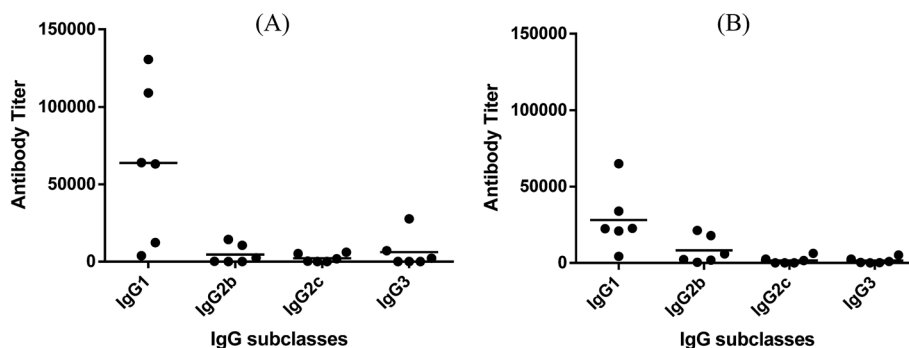 (A)
150000
100000
50000
0
Antibody Titer
IgG1
IgG2b
IgG2c
IgG3
IgG subclasses
(B)
150000
100000
50000
0
Antibody Titer
IgG1
IgG2b
IgG2c
IgG3
IgG subclasses